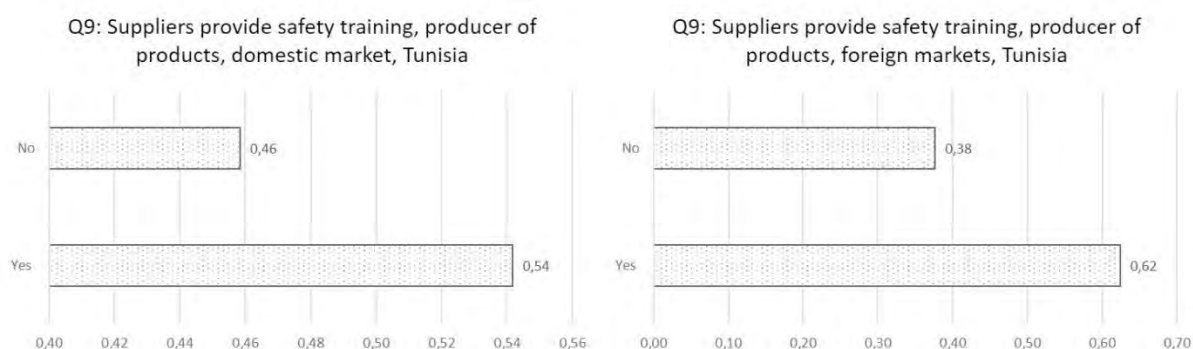 Q9: Suppliers provide safety training, producer of
products, domestic market, Tunisia
No
0,46
Yes
0,54
0,40 0,42 0,44 0,46 0,48 0,50 0,52 0,54 0,56
Q9: Suppliers provide safety training, producer of
products, foreign markets, Tunisia
No
0,38
Yes
0,62
0,00 0,10 0,20 0,30 0,40 0,50 0,60 0,70